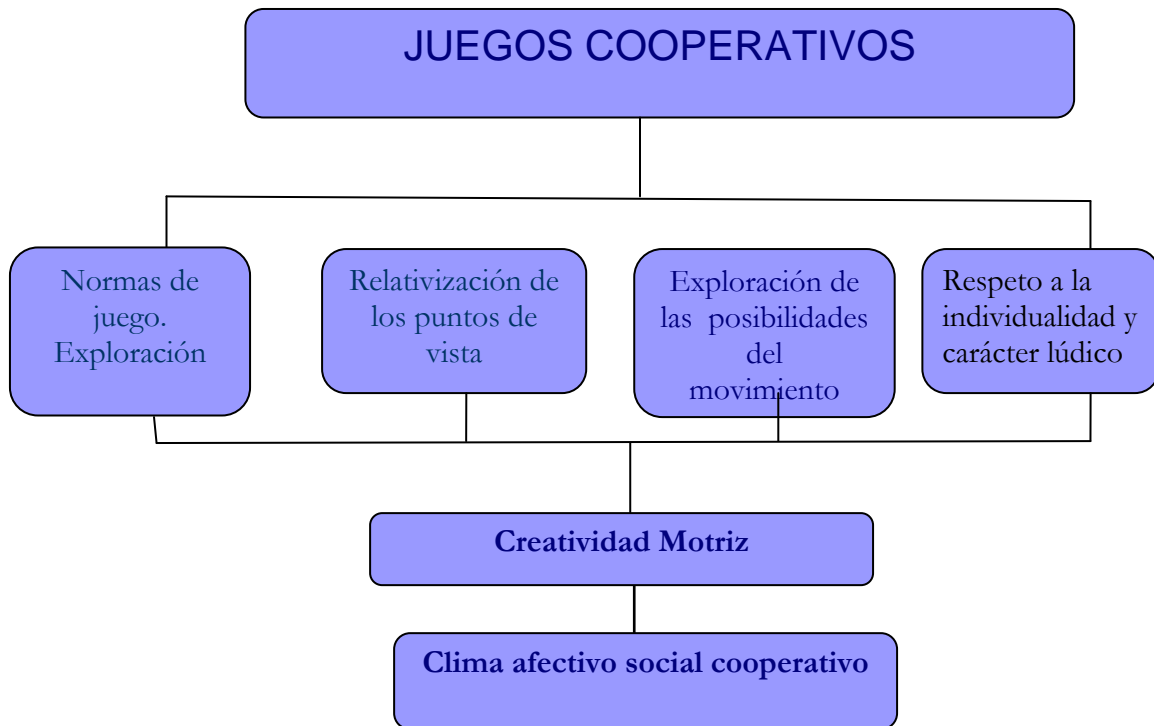 JUEGOS COOPERATIVOS
Normas de
juego.
Exploración
Relativización de
los puntos de
vista
Exploración de
las posibilidades
del
movimiento
Respeto a la
individualidad y
carácter lúdico
Creatividad Motriz
Clima afectivo social cooperativo